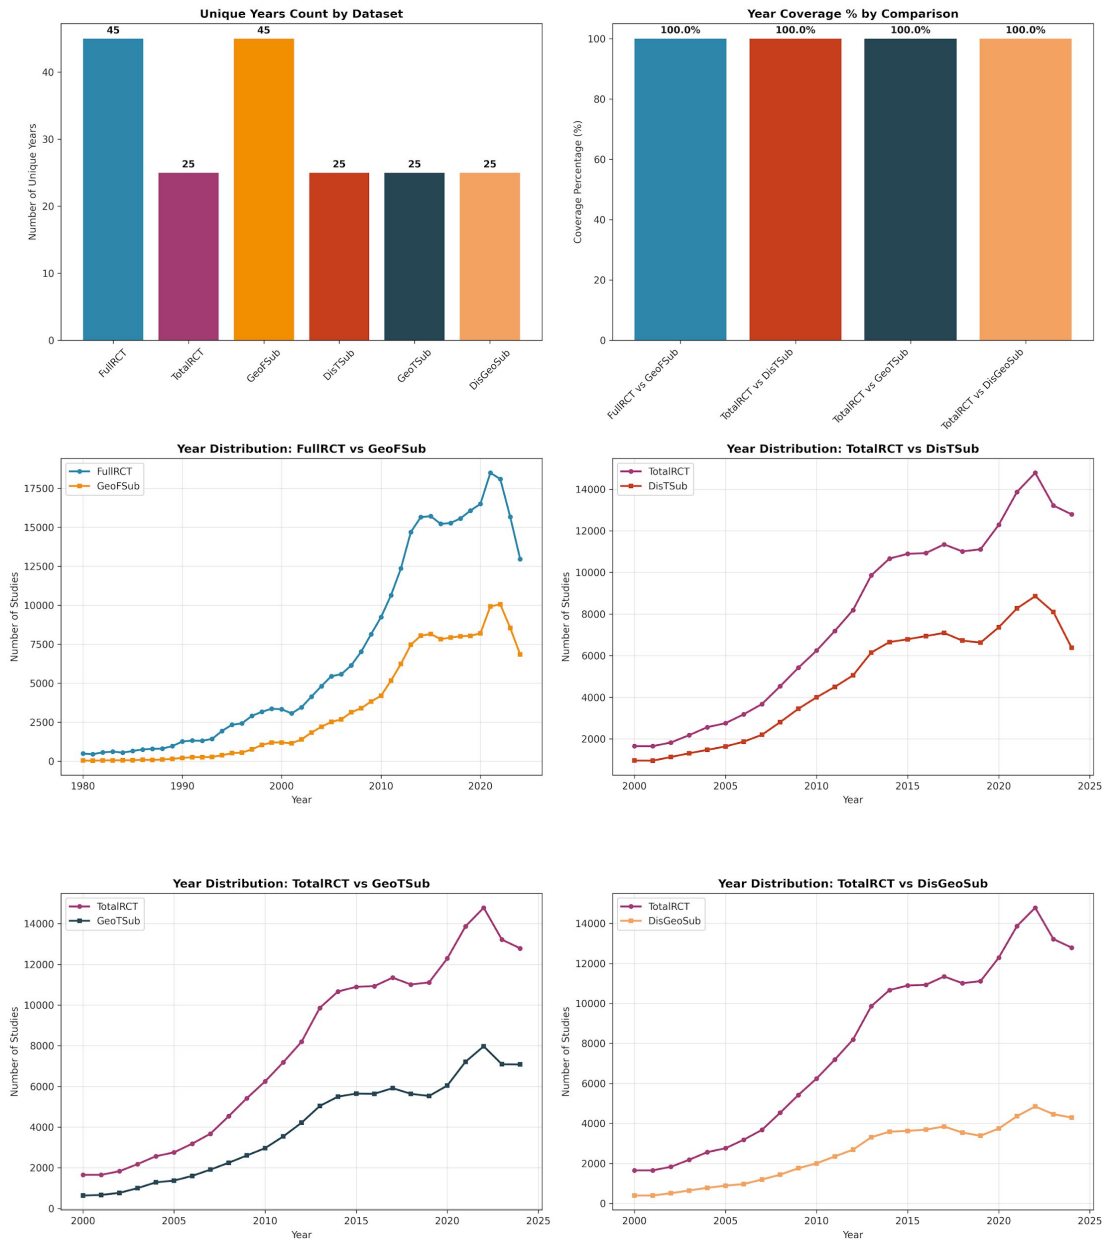 Unique Years Count by Dataset
45
45
25
25
25
25
40
30
20
10
0
Number of Unique Years
FullRCT
TotalRCT
GeoFSub
DisTSub
GeoTSub
DisGeoSub
Year Coverage % by Comparison
100.0%
100.0%
100.0%
100.0%
100
80
60
40
20
0
Coverage Percentage (%)
FullRCT vs GeoFSub
TotalRCT vs DisTSub
TotalRCT vs GeoTSub
TotalRCT vs DisGeoSub
Year Distribution: FullRCT vs GeoFSub
FullRCT
GeoFSub
17500
15000
12500
10000
7500
5000
2500
0
Number of Studies
1980
1990
2000
2010
2020
Year
Year Distribution: TotalRCT vs DisTSub
TotalRCT
DisTSub
14000
12000
10000
8000
6000
4000
2000
Number of Studies
2000
2005
2010
2015
2020
2025
Year
Year Distribution: TotalRCT vs GeoTSub
TotalRCT
GeoTSub
14000
12000
10000
8000
6000
4000
2000
0
Number of Studies
2000
2005
2010
2015
2020
2025
Year
Year Distribution: TotalRCT vs DisGeoSub
TotalRCT
DisGeoSub
14000
12000
10000
8000
6000
4000
2000
0
Number of Studies
2000
2005
2010
2015
2020
2025
Year